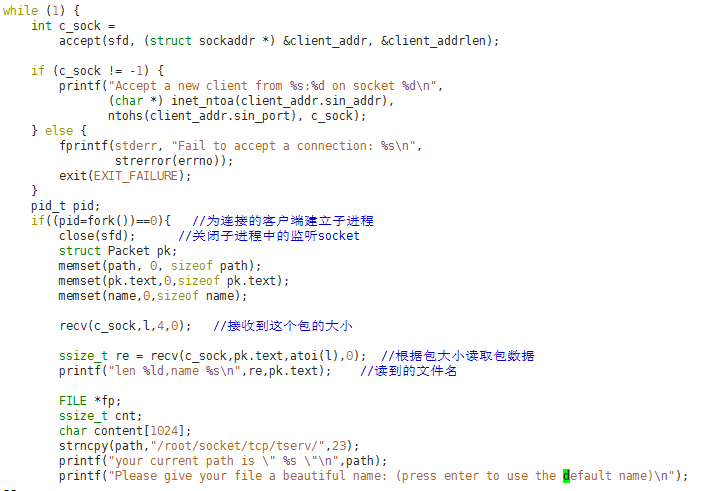 while (1) {
    int c_sock =
        accept(sfd, (struct sockaddr *) &client_addr, &client_addrlen);

    if (c_sock != -1) {
        printf("Accept a new client from %s:%d on socket %d\n",
               (char *) inet_ntoa(client_addr.sin_addr),
               ntohs(client_addr.sin_port), c_sock);
    } else {
        fprintf(stderr, "Fail to accept a connection: %s\n",
                strerror(errno));
        exit(EXIT_FAILURE);
    }
    pid_t pid;
    if((pid=fork())==0){   //为连接的客户端建立子进程
        close(sfd);      //关闭子进程中的监听socket
        struct Packet pk;
        memset(path, 0, sizeof path);
        memset(pk.text,0,sizeof pk.text);
        memset(name,0,sizeof name);

        recv(c_sock,l,4,0);   //接收到这个包的大小

        ssize_t re = recv(c_sock,pk.text,atoi(l),0);  //根据包大小读取包数据
        printf("len %ld,name %s\n",re,pk.text);    //读到的文件名

        FILE *fp;
        ssize_t cnt;
        char content[1024];
        strncpy(path,"/root/socket/tcp/tserv/",23);
        printf("your current path is \" %s \"\n",path);
        printf("Please give your file a beautiful name: (press enter to use the default name)\n");